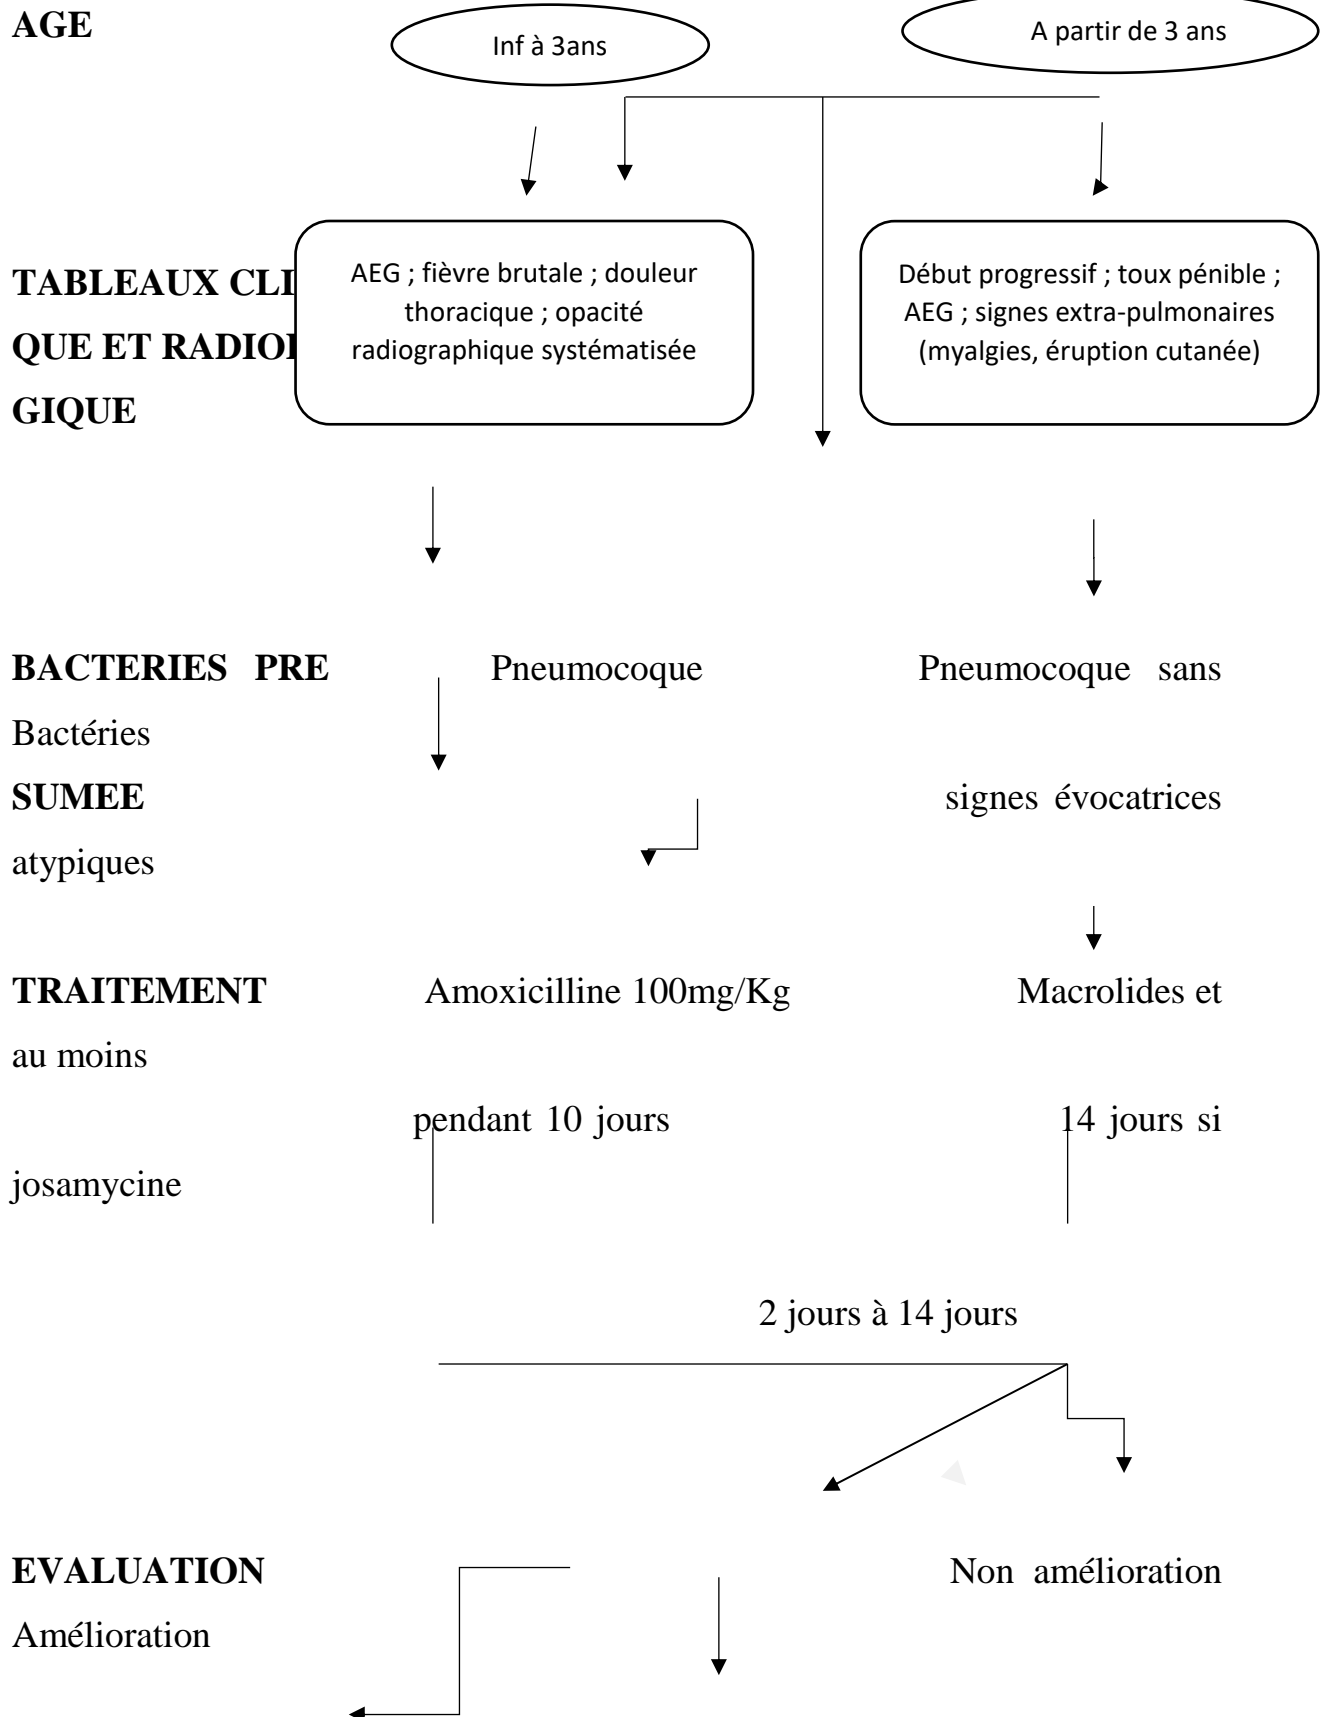 AGE
Inf à 3ans
A partir de 3 ans
TABLEAUX CLI
QUE ET RADIOL
GIQUE
AEG ; fièvre brutale ; douleur
thoracique ; opacité
radiographique systématisée
Début progressif ; toux pénible ;
AEG ; signes extra-pulmonaires
(myalgies, éruption cutanée)
BACTERIES PRE Pneumocoque Pneumocoque sans
Bactéries
SUMEE signes évocatrices
atypiques
TRAITEMENT Amoxicilline 100mg/Kg Macrolides et
au moins
pendant 10 jours 14 jours si
josamycine
2 jours à 14 jours
EVALUATION Non amélioration
Amélioration